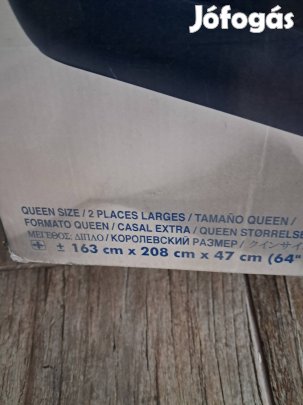 Jófogás
QUEEN SIZE / 2 PLACES LARGES / TAMAÑO QUEEN /
FORMATO QUEEN / CASAL EXTRA / QUEEN STØRRELSE
ΜΕΓΕΘΟΣ ΔΙΠΛΟ / КОРОЛЕВСКИЙ РАЗМЕР / クイーンサイ
± 163 cm x 208 cm x 47 cm (64"